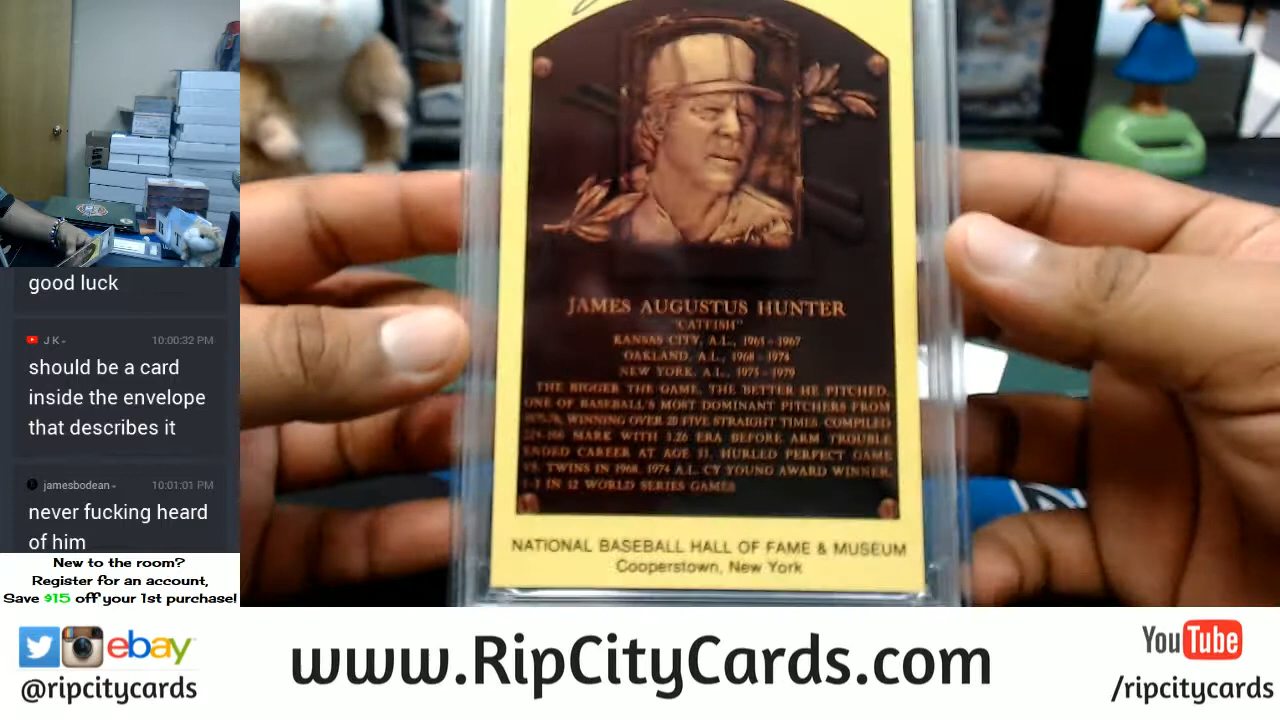 good luck
J K -
10:00:32 PM
should be a card
inside the envelope
that describes it
jamesbodean -
10:01:01 PM
never fucking heard
of him
New to the room?
Register for an account,
Save $15 off your 1st purchase!
JAMES AUGUSTUS HUNTER
"CATFISH"
KANSAS CITY, A.L., 1965-1967
OAKLAND, A.L., 1968-1974
NEW YORK, A.L., 1975-1979
THE BIGGER THE GAME, THE BETTER HE PITCHED.
ONE OF BASEBALL'S MOST DOMINANT PITCHERS FROM
WINNING OVER 20 FIVE STRAIGHT TIMES. COMPILED
MARK WITH 3.26 ERA BEFORE ARM TROUBLE
ENDED CAREER AT AGE 33. HURLED PERFECT GAME
VS. TWINS IN 1968. 1974 A.L. CY YOUNG AWARD WINNER.
IN 12 WORLD SERIES GAMES
NATIONAL BASEBALL HALL OF FAME & MUSEUM
Cooperstown, New York
ebay
@ripcitycards
www.RipCityCards.com
You Tube
/ripcitycards